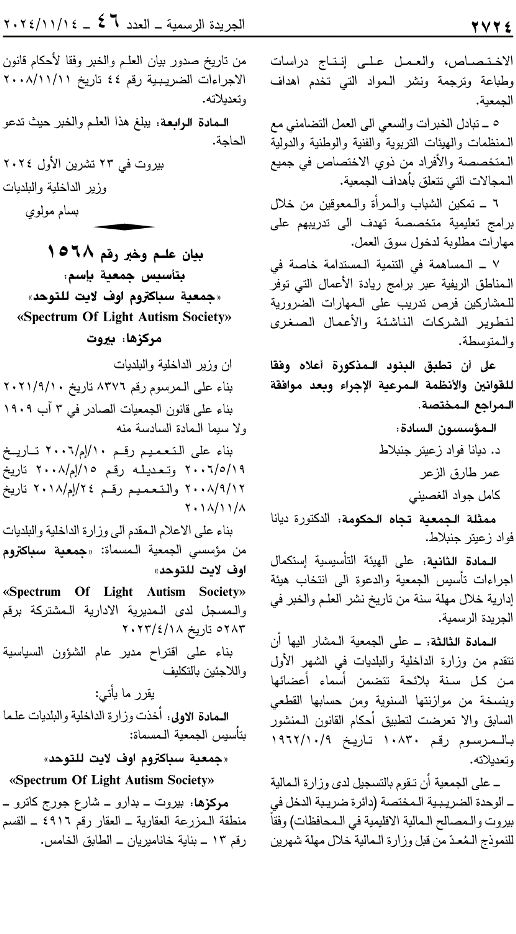 ٢٧٢٤
الجريدة الرسمية ــ العدد ٤٦ ــ ٢٠٢٤/١١/١٤
الاختصاص، والعمل على إنتاج دراسات
وطباعة وترجمة ونشر المواد التي تخدم اهداف
الجمعية.
٥ ــ تبادل الخبرات والسعي الى العمل التضامني مع
المنظمات والهيئات التربوية والفنية والوطنية والدولية
المتخصصة والأفراد من ذوي الاختصاص في جميع
المجالات التي تتعلق بأهداف الجمعية.
٦ ــ تمكين الشباب والمرأة والمعوقين من خلال
برامج تعليمية متخصصة تهدف الى تدريبهم على
مهارات مطلوبة لدخول سوق العمل.
٧ ــ المساهمة في التنمية المستدامة خاصة في
المناطق الريفية عبر برامج ريادة الأعمال التي توفر
للمشاركين فرص تدريب على المهارات الضرورية
لتطوير الشركات الناشئة والأعمال الصغرى
والمتوسطة.
على أن تطبق البنود المذكورة أعلاه وفقا
للقوانين والأنظمة المرعية الإجراء وبعد موافقة
المراجع المختصة.
المؤسسون السادة:
د. ديانا فواد زعيتر جنبلاط
عمر طارق الزعر
كامل جواد الغصيني
ممثلة الجمعية تجاه الحكومة: الدكتورة ديانا
فواد زعيتر جنبلاط.
المادة الثانية: على الهيئة التأسيسية إستكمال
اجراءات تأسيس الجمعية والدعوة الى انتخاب هيئة
إدارية خلال مهلة سنة من تاريخ نشر العلم والخبر في
الجريدة الرسمية.
المادة الثالثة: ــ على الجمعية المشار اليها أن
تتقدم من وزارة الداخلية والبلديات في الشهر الأول
من كل سنة بلائحة تتضمن أسماء أعضائها
وبنسخة من موازنتها السنوية ومن حسابها القطعي
السابق والا تعرضت لتطبيق أحكام القانون المنشور
بالمرسوم رقم ١٠٨٣٠ تاريخ ١٩٦٢/١٠/٩
وتعديلاته.
ــ على الجمعية أن تقوم بالتسجيل لدى وزارة المالية
ــ الوحدة الضريبية المختصة (دائرة ضريبة الدخل في
بيروت والمصالح المالية الاقليمية في المحافظات) وفقاً
للنموذج المُعدّ من قبل وزارة المالية خلال مهلة شهرين
من تاريخ صدور بيان العلم والخبر وفقا لأحكام قانون
الاجراءات الضريبية رقم ٤٤ تاريخ ٢٠٠٨/١١/١١
وتعديلاته.
المادة الرابعة: يبلغ هذا العلم والخبر حيث تدعو
الحاجة.
بيروت في ٢٣ تشرين الأول ٢٠٢٤
وزير الداخلية والبلديات
بسام مولوي
بيان علم وخبر رقم ١٥٦٨
بتأسيس جمعية بإسم:
«جمعية سباكتروم اوف لايت للتوحد»
«Spectrum Of Light Autism Society»
مركزها: بيروت
ان وزير الداخلية والبلديات
بناء على المرسوم رقم ٨٣٧٦ تاريخ ٢٠٢١/٩/١٠
بناء على قانون الجمعيات الصادر في ٣ آب ١٩٠٩
ولا سيما المادة السادسة منه
بناء على التعميم رقم ١٠/إم/٢٠٠٦ تاريخ
٢٠٠٦/٥/١٩ وتعديله رقم ١٥/إم/٢٠٠٨ تاريخ
٢٠٠٨/٩/١٢ والتعميم رقم ٢٤/إم/٢٠١٨ تاريخ
٢٠١٨/١١/٨
بناء على الاعلام المقدم الى وزارة الداخلية والبلديات
من مؤسسي الجمعية المسماة: «جمعية سباكتروم
اوف لايت للتوحد»
«Spectrum Of Light Autism Society»
والمسجل لدى المديرية الادارية المشتركة برقم
٥٢٨٣ تاريخ ٢٠٢٣/٤/١٨
بناء على اقتراح مدير عام الشؤون السياسية
واللاجئين بالتكليف
يقرر ما يأتي:
المادة الاولى: أخذت وزارة الداخلية والبلديات علما
بتأسيس الجمعية المسماة:
«جمعية سباكتروم اوف لايت للتوحد»
«Spectrum Of Light Autism Society»
مركزها: بيروت ــ بدارو ــ شارع جورج كاترو ــ
منطقة المزرعة العقارية ــ العقار رقم ٤٩١٦ ــ القسم
رقم ١٣ ــ بناية خاناميريان ــ الطابق الخامس.